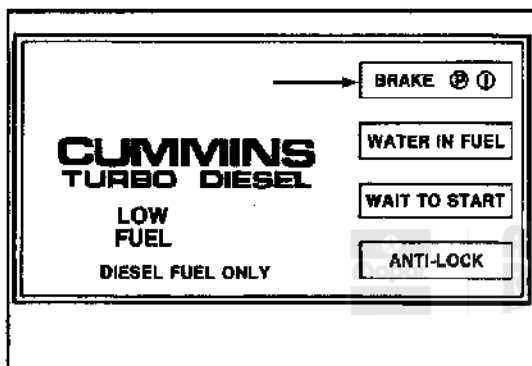 BRAKE Ⓟ
WATER IN FUEL
CUMMINS
TURBO DIESEL
WAIT TO START
LOW
FUEL
ANTI-LOCK
DIESEL FUEL ONLY